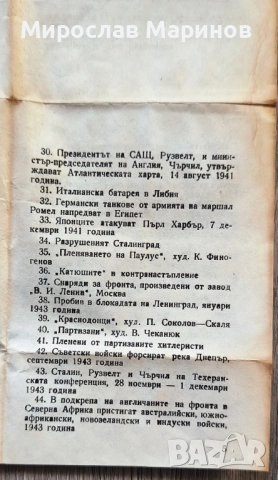 Мирослав Маринов
30. Президентът на САЩ, Рузвелт, и мини-
стър-председателят на Англия, Чърчил, утвър-
ждават Атлантическата харта, 14 август 1941
година.
31. Италианска батарея в Либия
32. Германски танкове от армията на маршал
Ромел напредват в Египет
33. Японците атакуват Пърл Харбър, 7 де-
кември 1941 година
34. Разрушеният Сталинград
35. „Пленяването на Паулус“, худ. К. Фино-
генов
36. „Катюшите“ в контранастъпление
37. Снаряди за фронта, произведени от завод
„В. И. Ленин“, Москва
38. Пробив в блокадата на Ленинград, януари
1943 година
39. „Краснодонци“, худ. П. Соколов—Скаля
40. „Партизани“, худ. В. Чеканюк
41. Пленени от партизаните хитлеристи
42. Съветски войски форсират река Днепър,
септември 1943 година
43. Сталин, Рузвелт и Чърчил на Техеран-
ската конференция, 28 ноември — 1 декември
1943 година
44. В подкрепа на англичаните на фронта в
Северна Африка пристигат австралийски, южно-
африкански, новозеландски и индуски войски,
1943 година
BAZAR